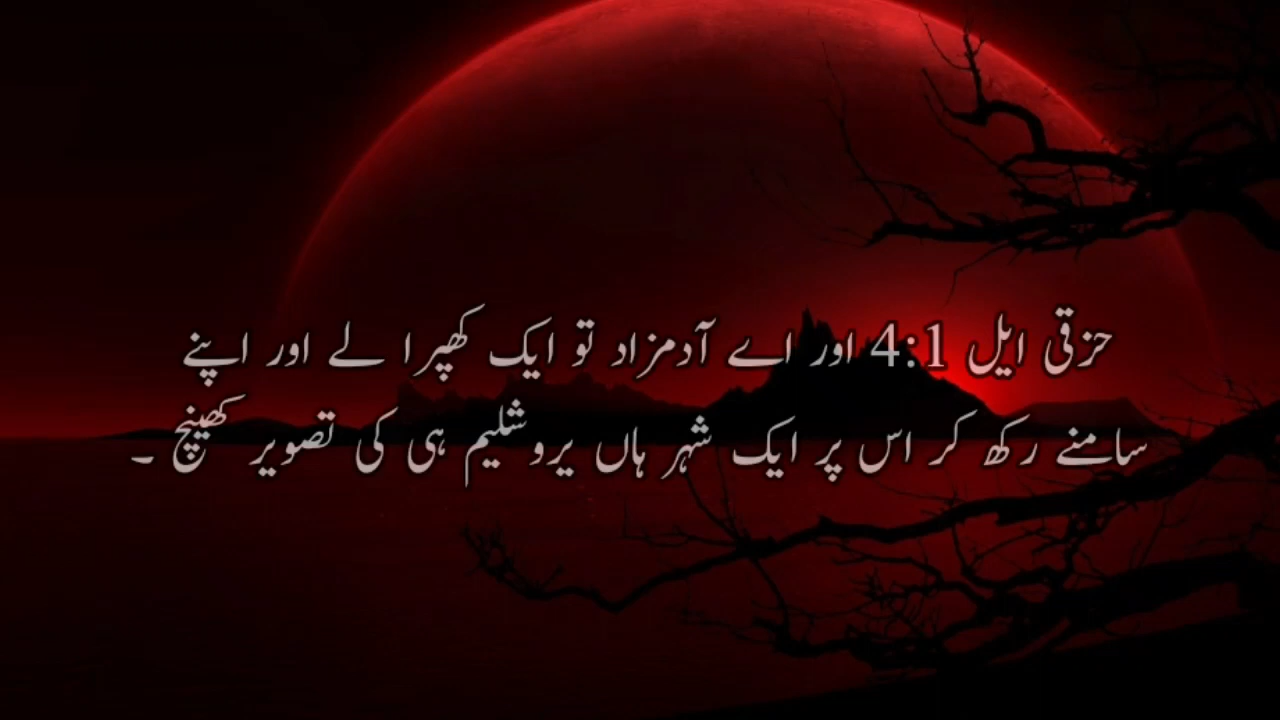 حزقی ایل 4:1 اور اے آدمزاد تو ایک کھپرا لے اور اپنے
سامنے رکھ کر اس پر ایک شہر ہاں یروشلیم ہی کی تصویر کھینچ ۔